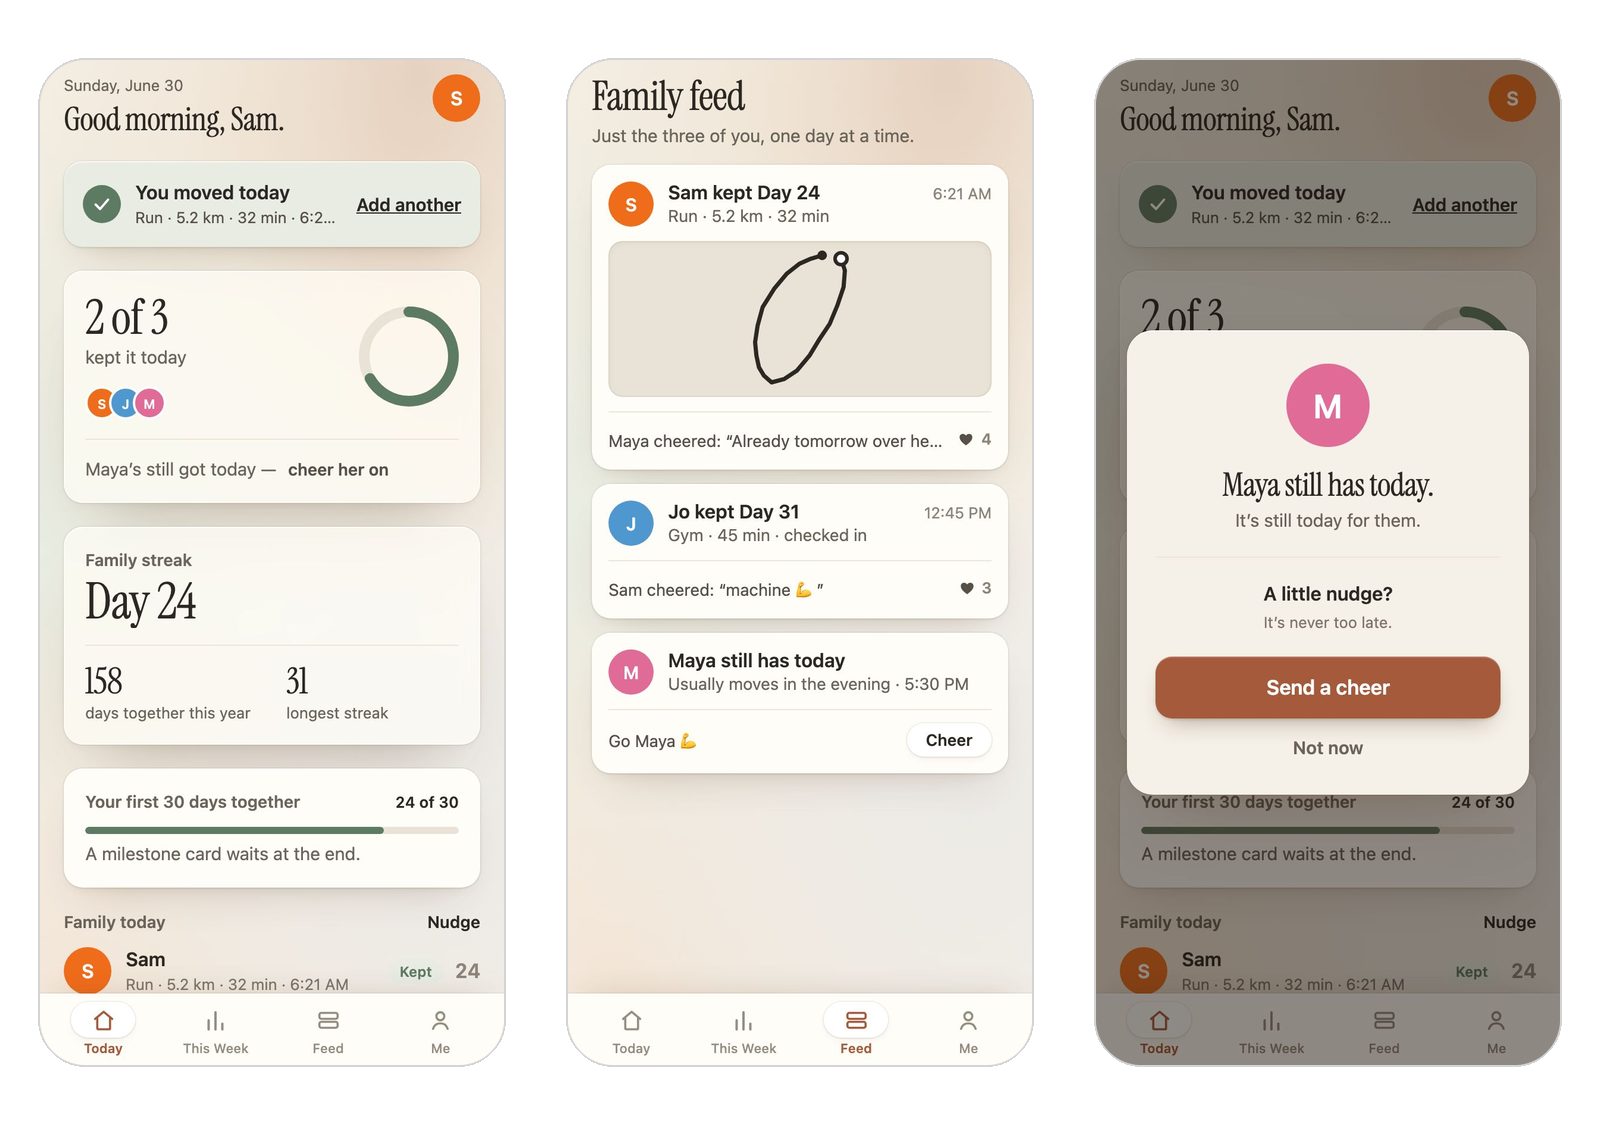 Sunday, June 30
Good morning, Sam.
S
You moved today
Run · 5.2 km · 32 min · 6:2...
Add another
2 of 3
kept it today
S J M
Maya’s still got today — cheer her on
Family streak
Day 24
158
days together this year
31
longest streak
Your first 30 days together
24 of 30
A milestone card waits at the end.
Family today
Nudge
S
Sam
Run · 5.2 km · 32 min · 6:21 AM
Kept
24
Today
This Week
Feed
Me
Family feed
Just the three of you, one day at a time.
S
Sam kept Day 24
6:21 AM
Run · 5.2 km · 32 min
Maya cheered: “Already tomorrow over he...
4
J
Jo kept Day 31
12:45 PM
Gym · 45 min · checked in
Sam cheered: “machine 💪 ”
3
M
Maya still has today
Usually moves in the evening · 5:30 PM
Go Maya 💪
Cheer
Today
This Week
Feed
Me
Sunday, June 30
Good morning, Sam.
S
You moved today
Run · 5.2 km · 32 min · 6:2...
Add another
2 of 3
M
Maya still has today.
It’s still today for them.
A little nudge?
It’s never too late.
Send a cheer
Not now
Your first 30 days together
24 of 30
A milestone card waits at the end.
Family today
Nudge
S
Sam
Run · 5.2 km · 32 min · 6:21 AM
Kept
24
Today
This Week
Feed
Me